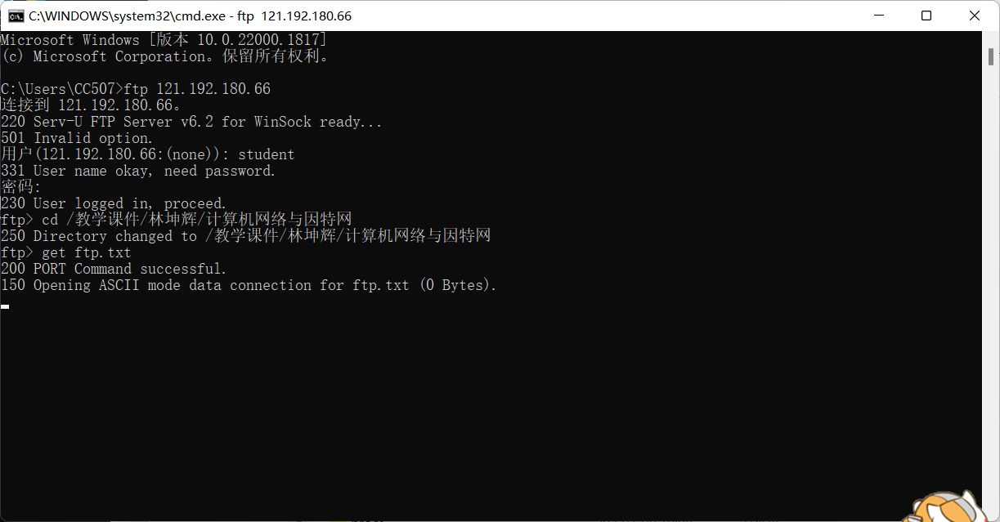 C:\WINDOWS\system32\cmd.exe - ftp 121.192.180.66
Microsoft Windows [版本 10.0.22000.1817]
(c) Microsoft Corporation。保留所有权利。
C:\Users\CC507>ftp 121.192.180.66
连接到 121.192.180.66。
220 Serv-U FTP Server v6.2 for WinSock ready...
501 Invalid option.
用户(121.192.180.66:(none)): student
331 User name okay, need password.
密码:
230 User logged in, proceed.
ftp> cd /教学课件/林坤辉/计算机网络与因特网
250 Directory changed to /教学课件/林坤辉/计算机网络与因特网
ftp> get ftp.txt
200 PORT Command successful.
150 Opening ASCII mode data connection for ftp.txt (0 Bytes).